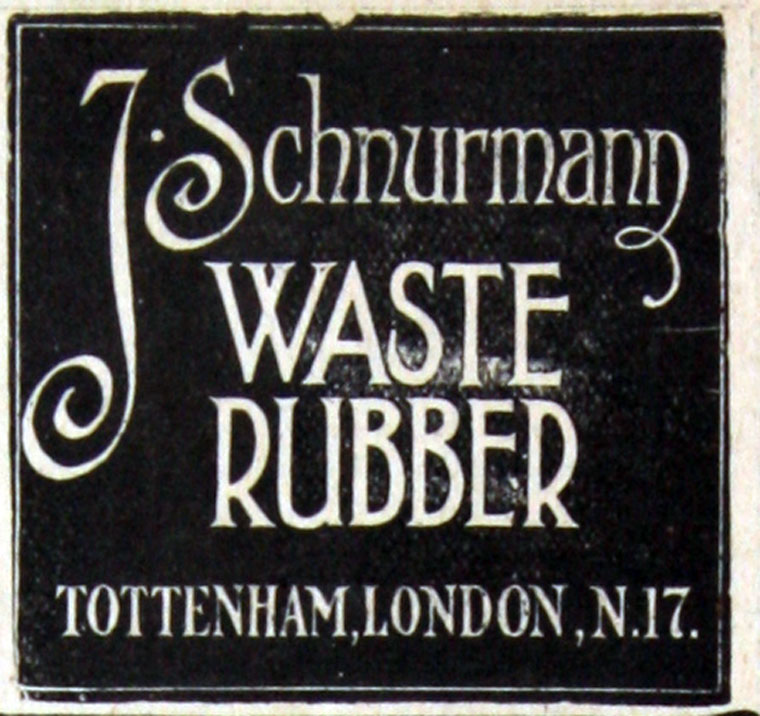 J. Schnurmann
WASTE
RUBBER
TOTTENHAM, LONDON, N.17.